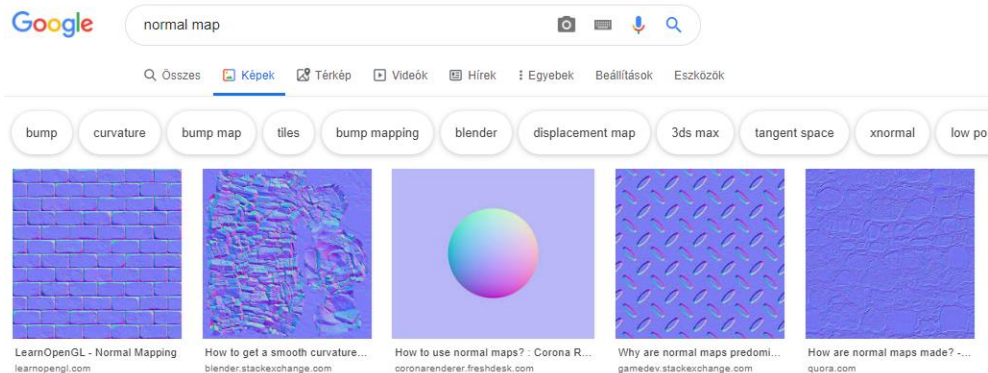 Google
normal map
Összes Képek Térkép Videók Hírek Egyebek Beállítások Eszközök
bump curvature bump map tiles bump mapping blender displacement map 3ds max tangent space xnormal low po
LearnOpenGL - Normal Mapping
learnopengl.com
How to get a smooth curvature...
blender.stackexchange.com
How to use normal maps? : Corona R...
coronarenderer.freshdesk.com
Why are normal maps predomi...
gamedev.stackexchange.com
How are normal maps made? -...
quora.com